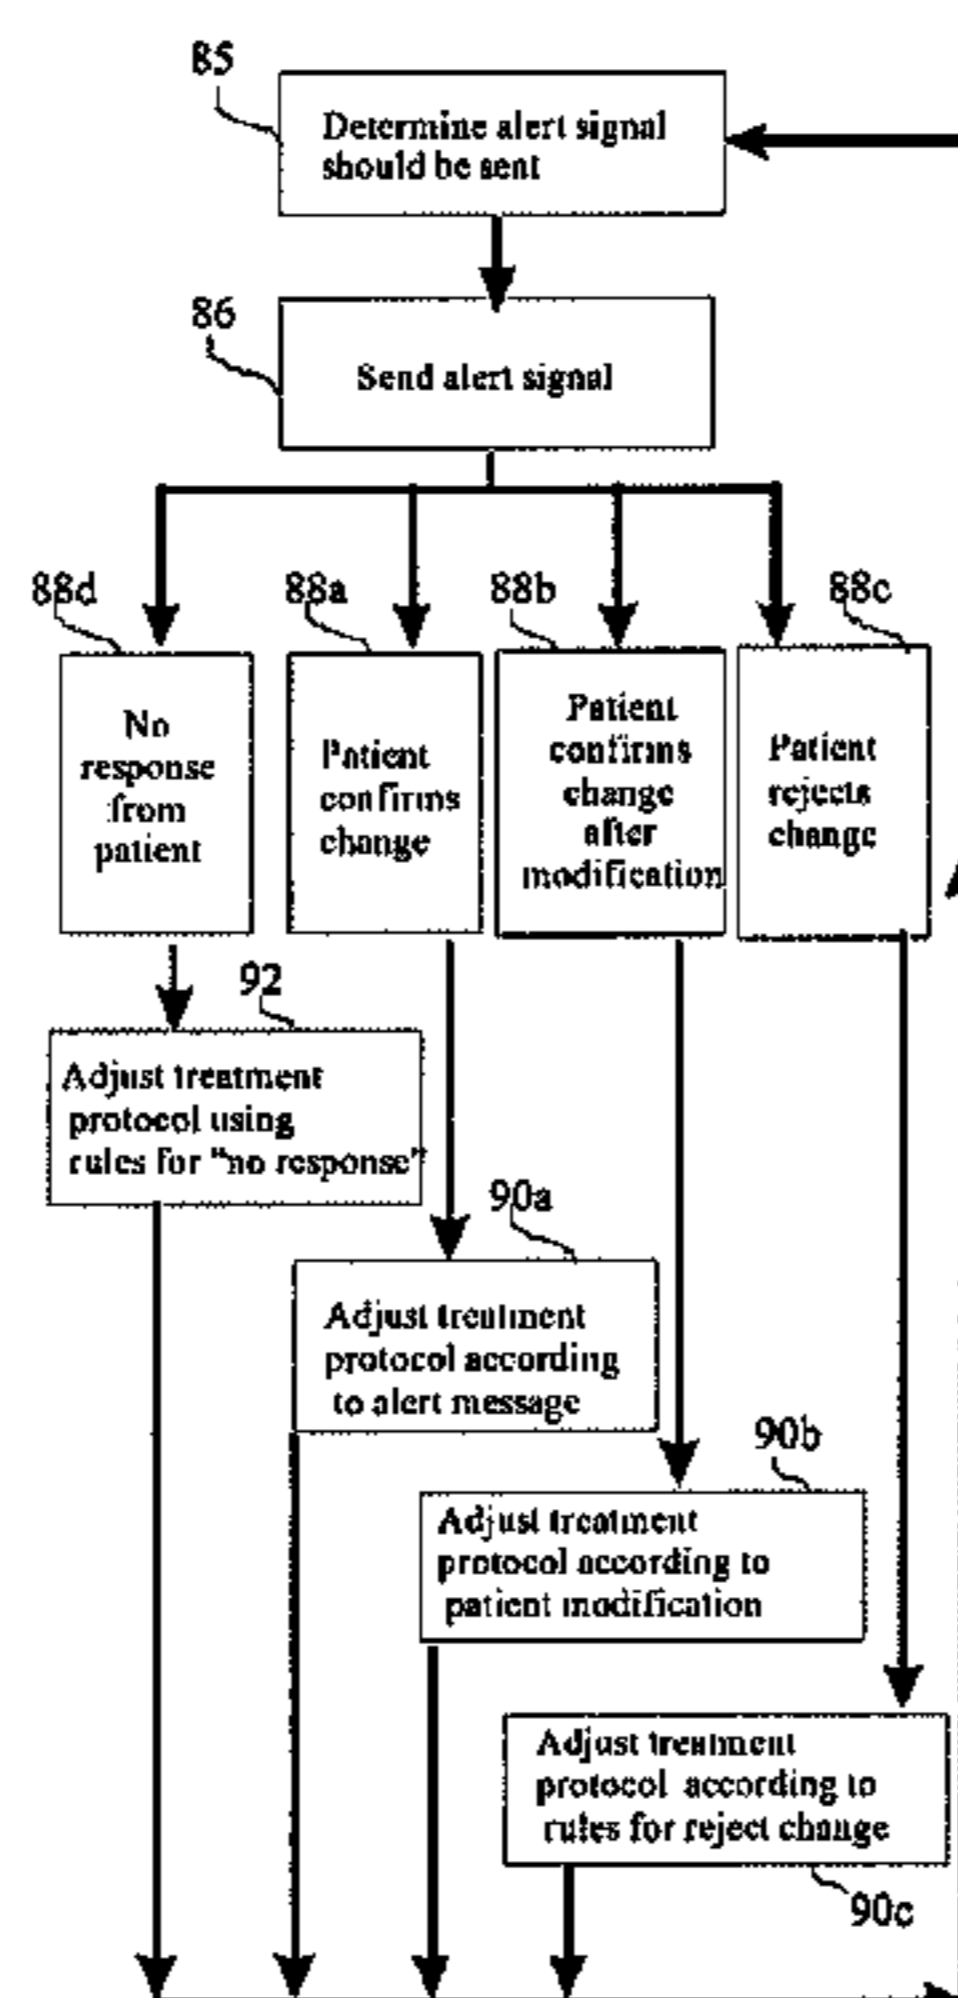 85
Determine alert signal
should be sent
86
Send alert signal
88d
88a
88b
88c
No
response
from
patient
Patient
confirms
change
Patient
confirms
change
after
modification
Patient
rejects
change
92
Adjust treatment
protocol using
rules for "no response"
90a
Adjust treatment
protocol according
to alert message
90b
Adjust treatment
protocol according to
patient modification
Adjust treatment
protocol according to
rules for reject change
90c